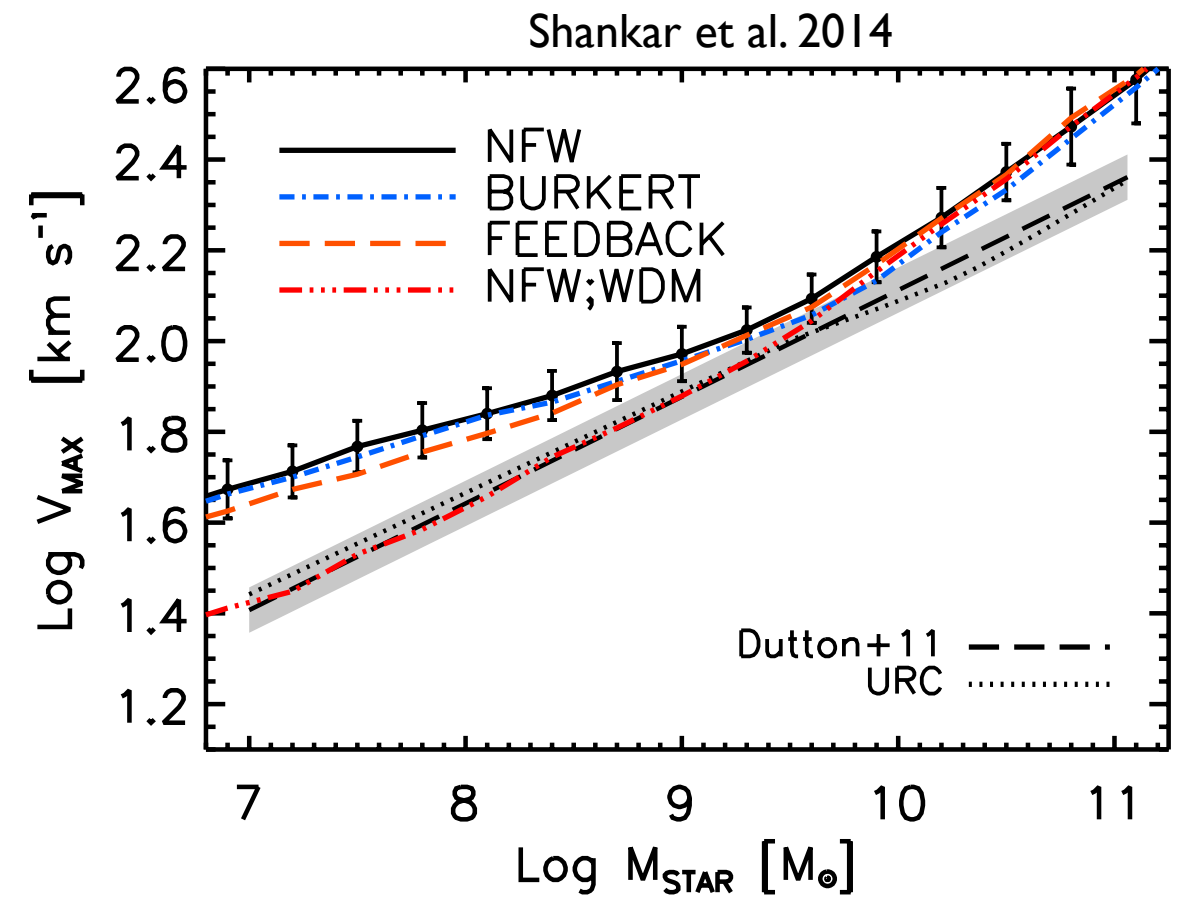 Shankar et al. 2014
2.6
2.4
2.2
2.0
1.8
1.6
1.4
1.2
Log V_MAX [km s⁻¹]
NFW
BURKERT
FEEDBACK
NFW;WDM
Dutton+11
URC
7 8 9 10 11
Log M_STAR [M_⊙]